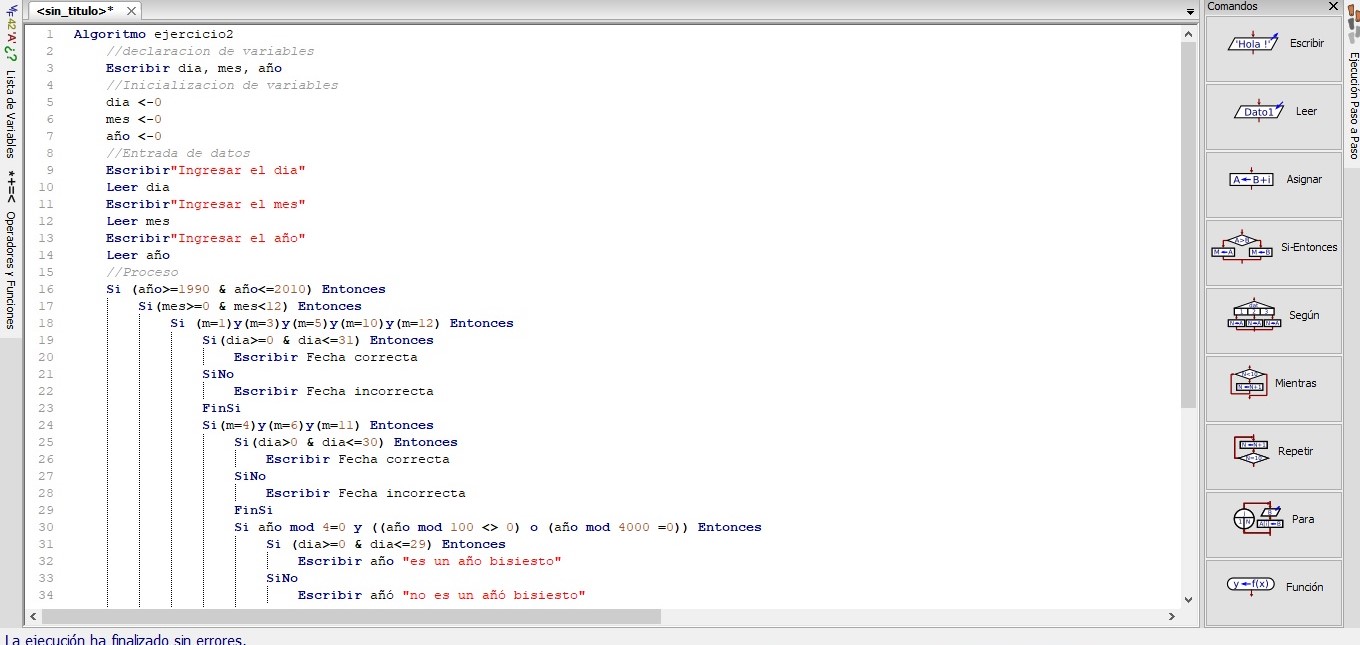 <sin_titulo>*
Lista de Variables
*+=< Operadores y Funciones
1 Algoritmo ejercicio2
2 //declaracion de variables
3 Escribir dia, mes, año
4 //Inicializacion de variables
5 dia <-0
6 mes <-0
7 año <-0
8 //Entrada de datos
9 Escribir"Ingresar el dia"
10 Leer dia
11 Escribir"Ingresar el mes"
12 Leer mes
13 Escribir"Ingresar el año"
14 Leer año
15 //Proceso
16 Si (año>=1990 & año<=2010) Entonces
17 Si(mes>=0 & mes<12) Entonces
18 Si (m=1)y(m=3)y(m=5)y(m=10)y(m=12) Entonces
19 Si(dia>=0 & dia<=31) Entonces
20 Escribir Fecha correcta
21 SiNo
22 Escribir Fecha incorrecta
23 FinSi
24 Si(m=4)y(m=6)y(m=11) Entonces
25 Si(dia>0 & dia<=30) Entonces
26 Escribir Fecha correcta
27 SiNo
28 Escribir Fecha incorrecta
29 FinSi
30 Si año mod 4=0 y ((año mod 100 <> 0) o (año mod 4000 =0)) Entonces
31 Si (dia>=0 & dia<=29) Entonces
32 Escribir año "es un año bisiesto"
33 SiNo
34 Escribir añó "no es un añó bisiesto"
Comandos
'Hola !' Escribir
Dato1 Leer
A←B+i Asignar
A>B M←A M←B Si-Entonces
1 2 3 Según
Mientras
Repetir
Para
y←f(x) Función
Ejecución Paso a Paso
La ejecución ha finalizado sin errores.